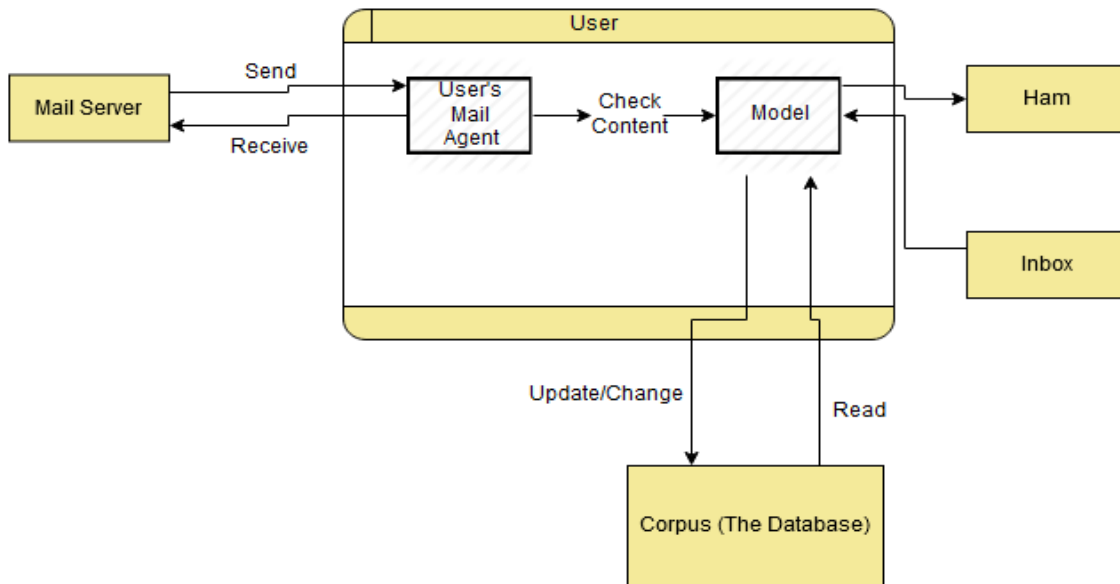 User
Send
Mail Server
Receive
User's
Mail
Agent
Check
Content
Model
Ham
Inbox
Update/Change
Read
Corpus (The Database)